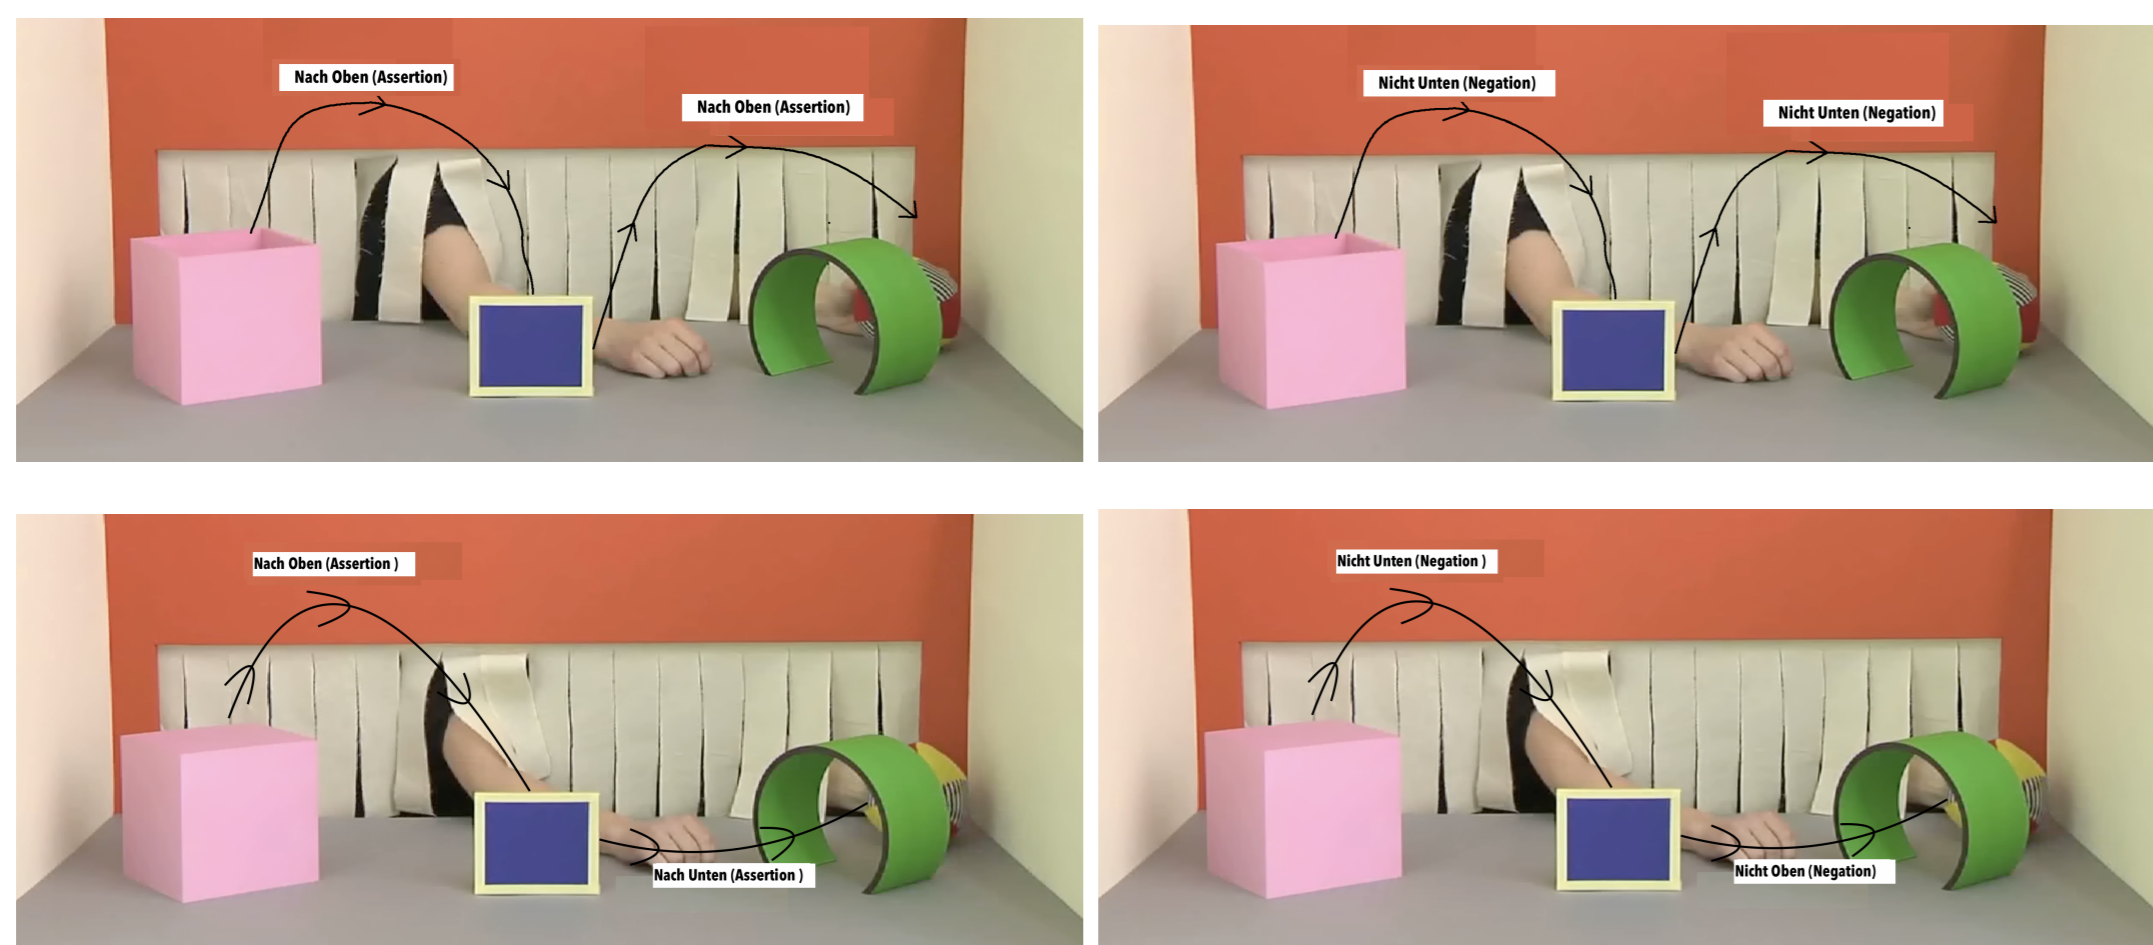 Nach Oben (Assertion)
Nach Oben (Assertion)
Nicht Unten (Negation)
Nicht Unten (Negation)
Nach Oben (Assertion )
Nach Unten (Assertion )
Nicht Unten (Negation )
Nicht Oben (Negation)